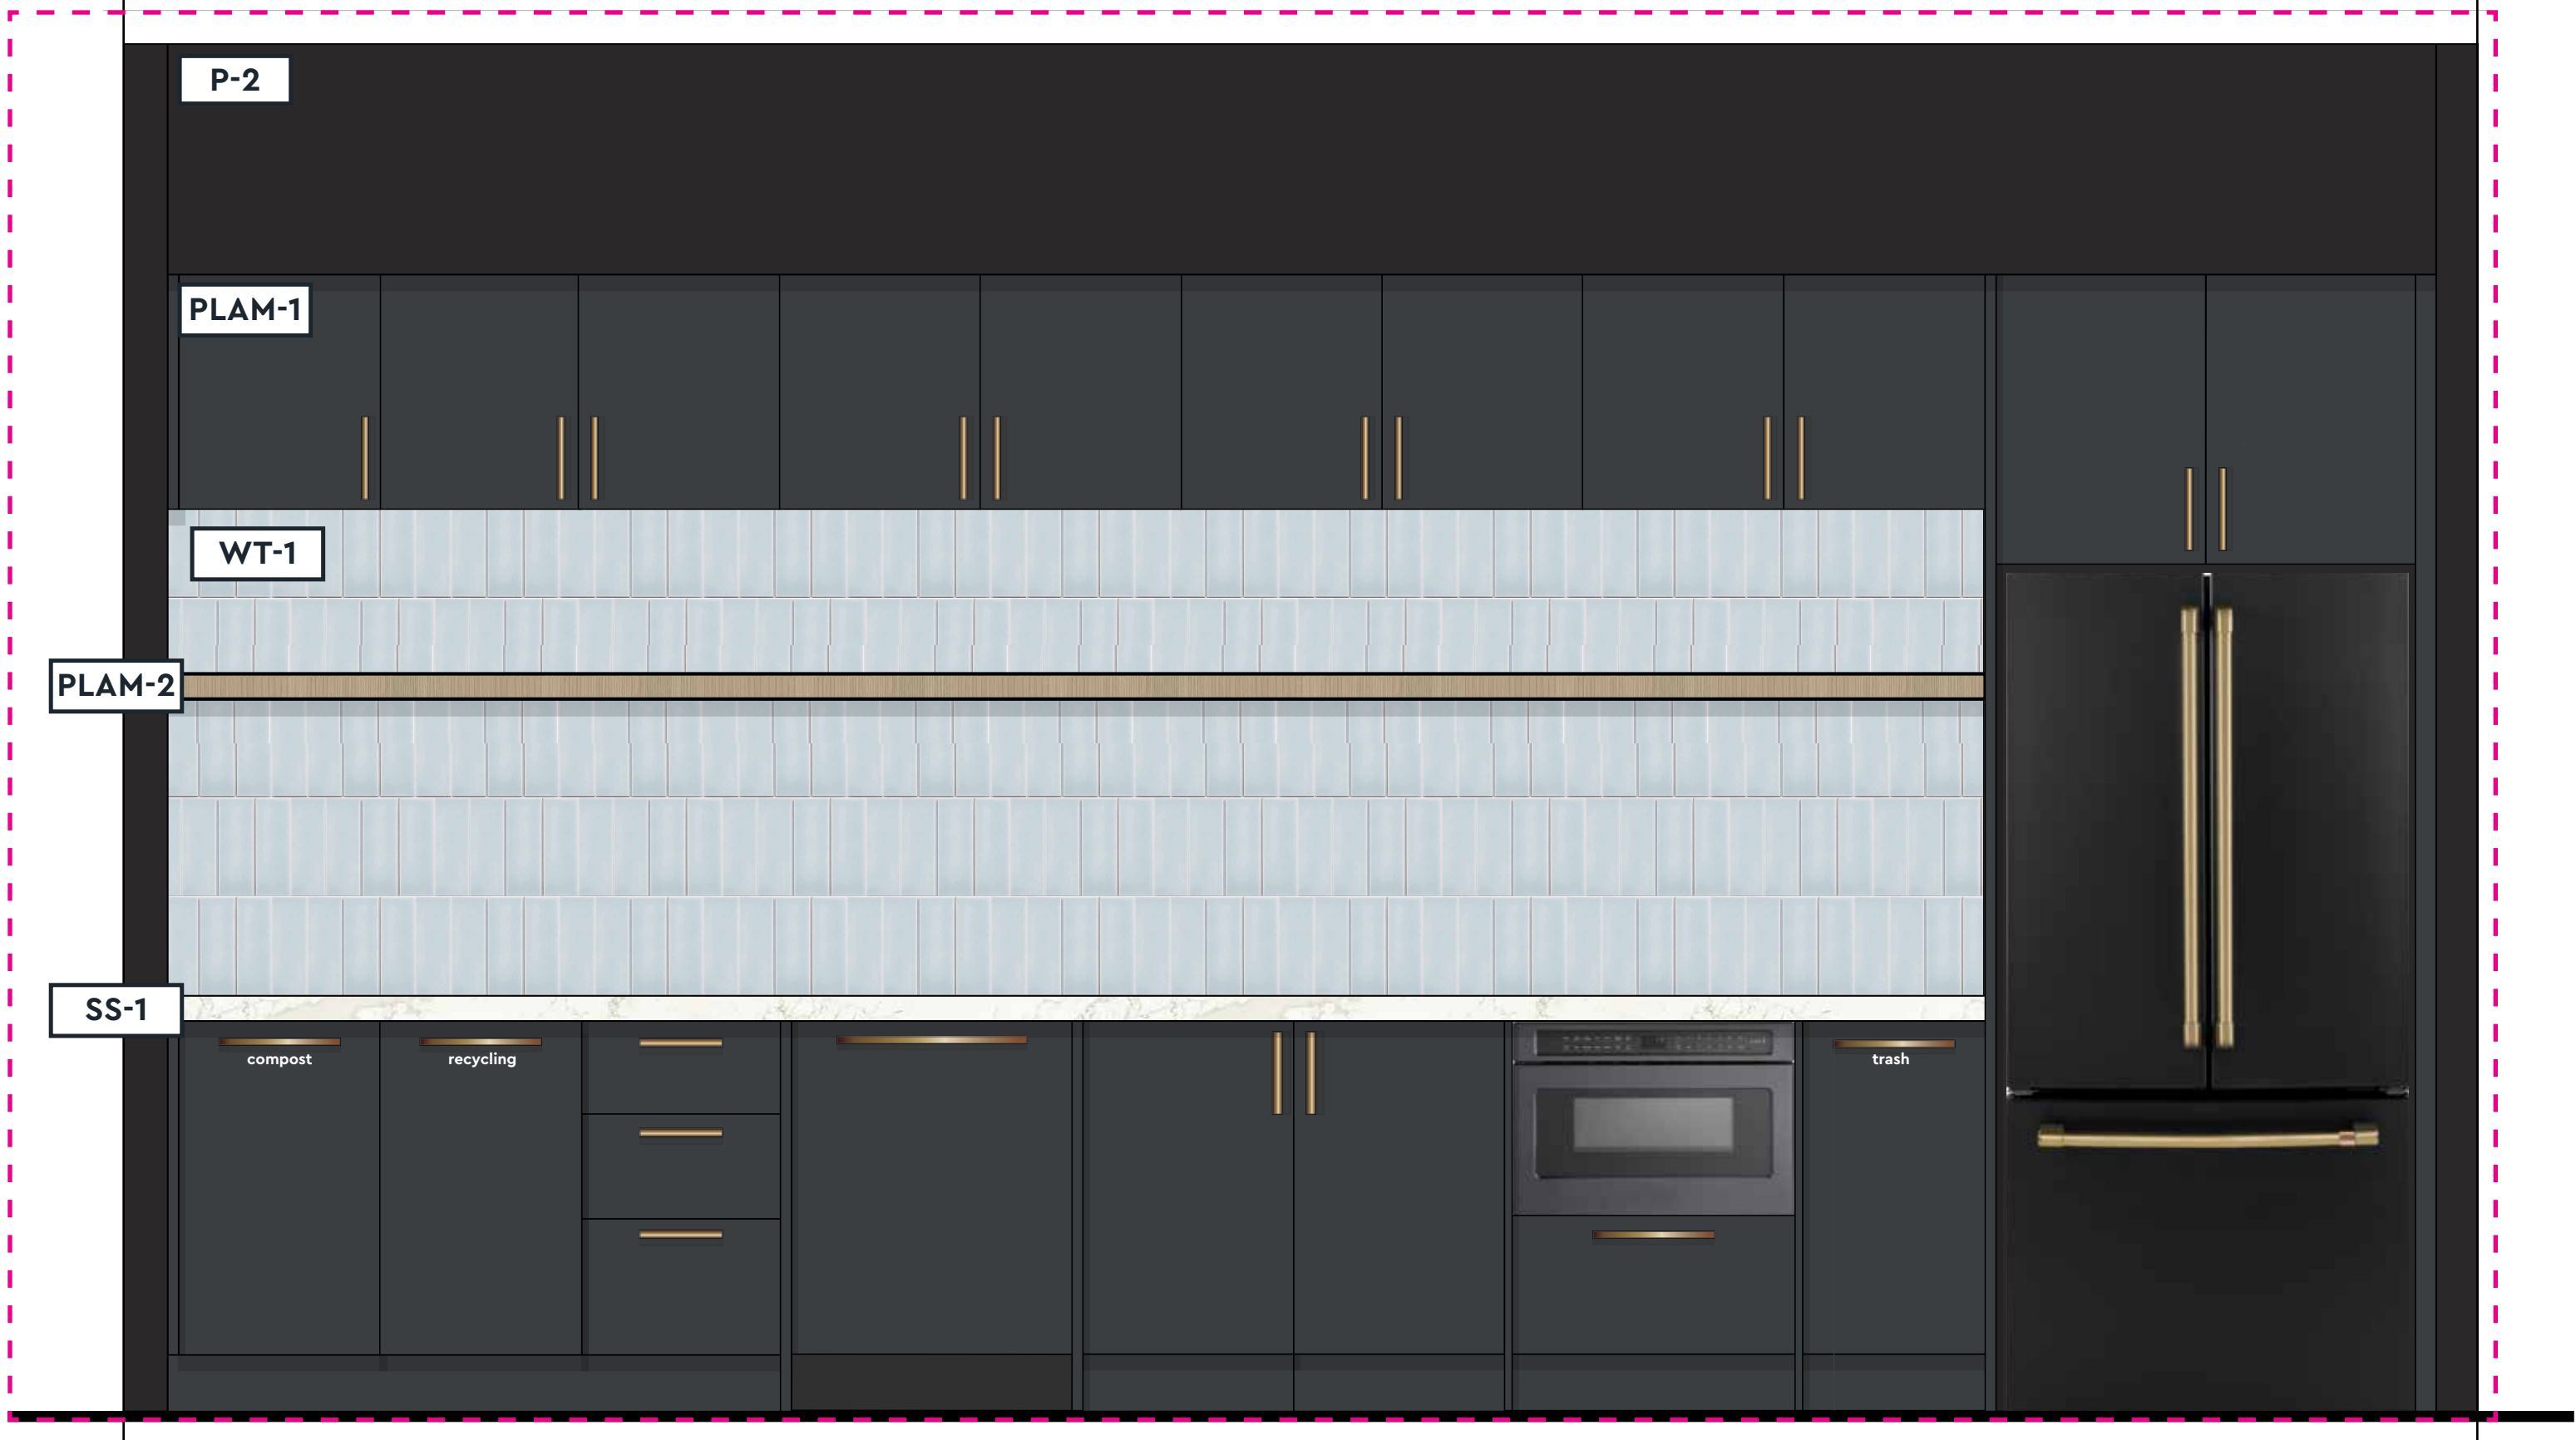 P-2
PLAM-1
WT-1
PLAM-2
SS-1
compost
recycling
trash